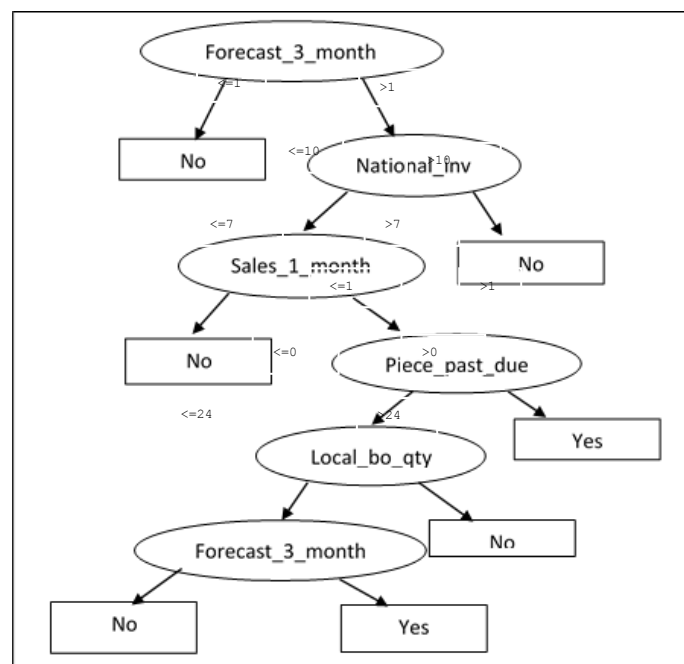 Forecast_3_month
<=1
>1
No
<=10
>10
National_inv
<=7
>7
Sales_1_month
No
<=1
>1
No
<=0
>0
Piece_past_due
<=24
>24
Yes
Local_bo_qty
No
Forecast_3_month
No
Yes